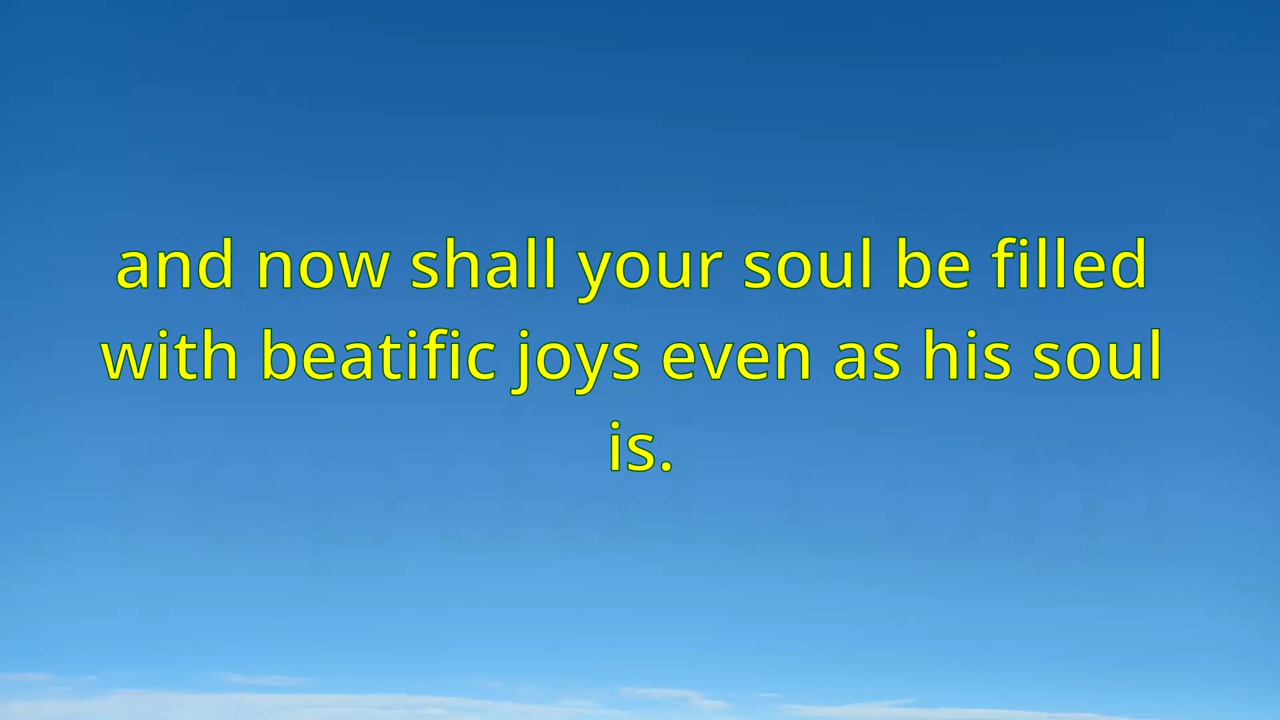 and now shall your soul be filled
with beatific joys even as his soul
is.